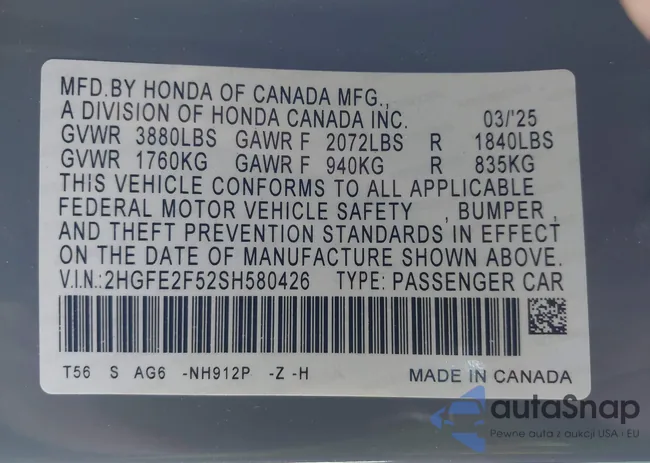 MFD.BY HONDA OF CANADA MFG.,
A DIVISION OF HONDA CANADA INC. 03/'25
GVWR 3880LBS GAWR F 2072LBS R 1840LBS
GVWR 1760KG GAWR F 940KG R 835KG
THIS VEHICLE CONFORMS TO ALL APPLICABLE
FEDERAL MOTOR VEHICLE SAFETY , BUMPER ,
AND THEFT PREVENTION STANDARDS IN EFFECT
ON THE DATE OF MANUFACTURE SHOWN ABOVE.
V.I.N.:2HGFE2F52SH580426 TYPE: PASSENGER CAR
T56 S AG6 -NH912P -Z -H MADE IN CANADA
autaSnap
Pewne auta z aukcji USA i EU